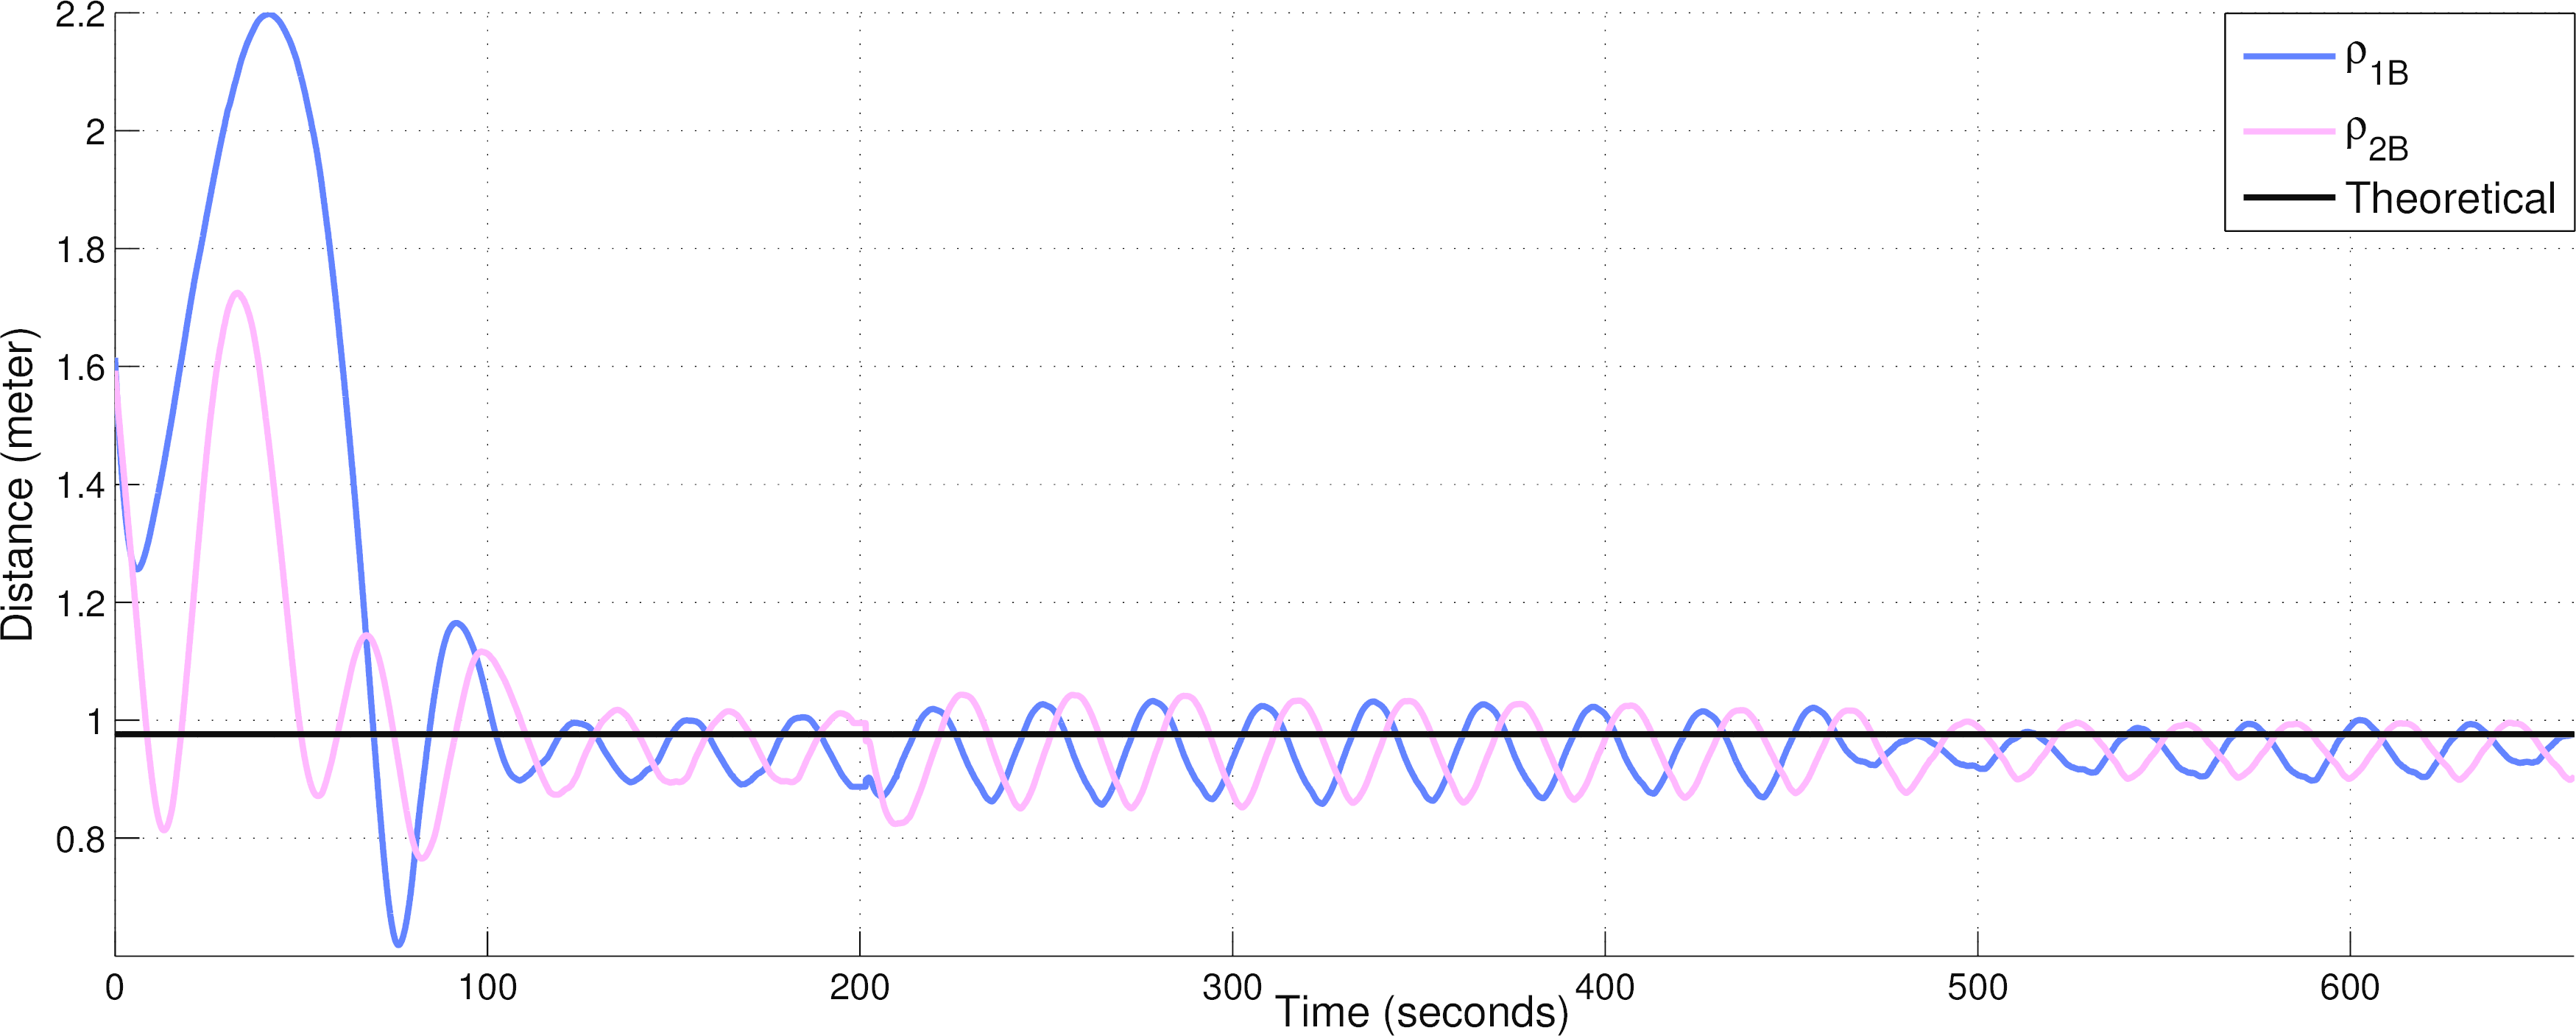 2.2
2
1.8
1.6
1.4
1.2
1
0.8
Distance (meter)
0 100 200 300 400 500 600
Time (seconds)
ρ1B
ρ2B
Theoretical